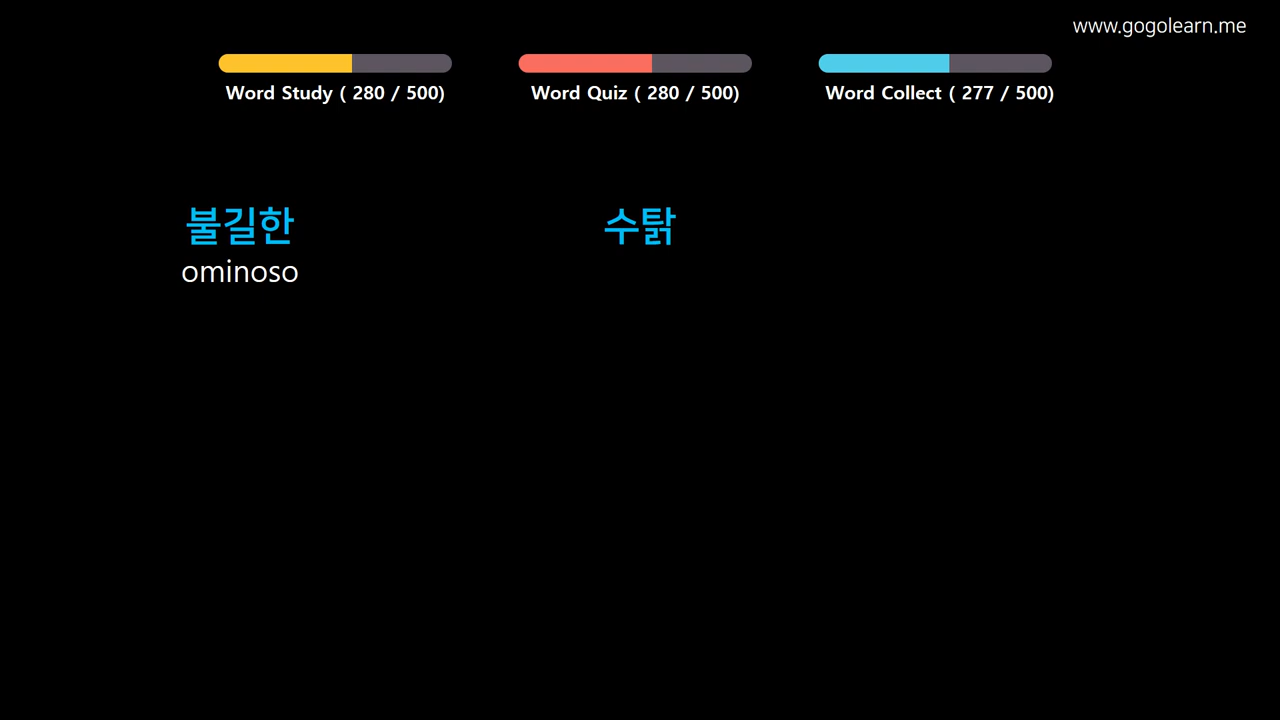 www.gogolearn.me
Word Study ( 280 / 500)
Word Quiz ( 280 / 500)
Word Collect ( 277 / 500)
불길한
ominoso
수탉